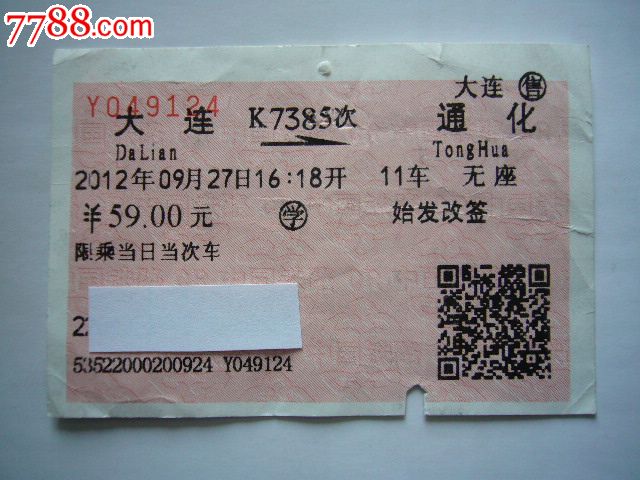 7788.com
Y049124
大连 售
大连 K7385次 通化
DaLian TongHua
2012年09月27日16:18开 11车 无座
￥59.00元 学 始发改签
限乘当日当次车
22
53522000200924 Y049124